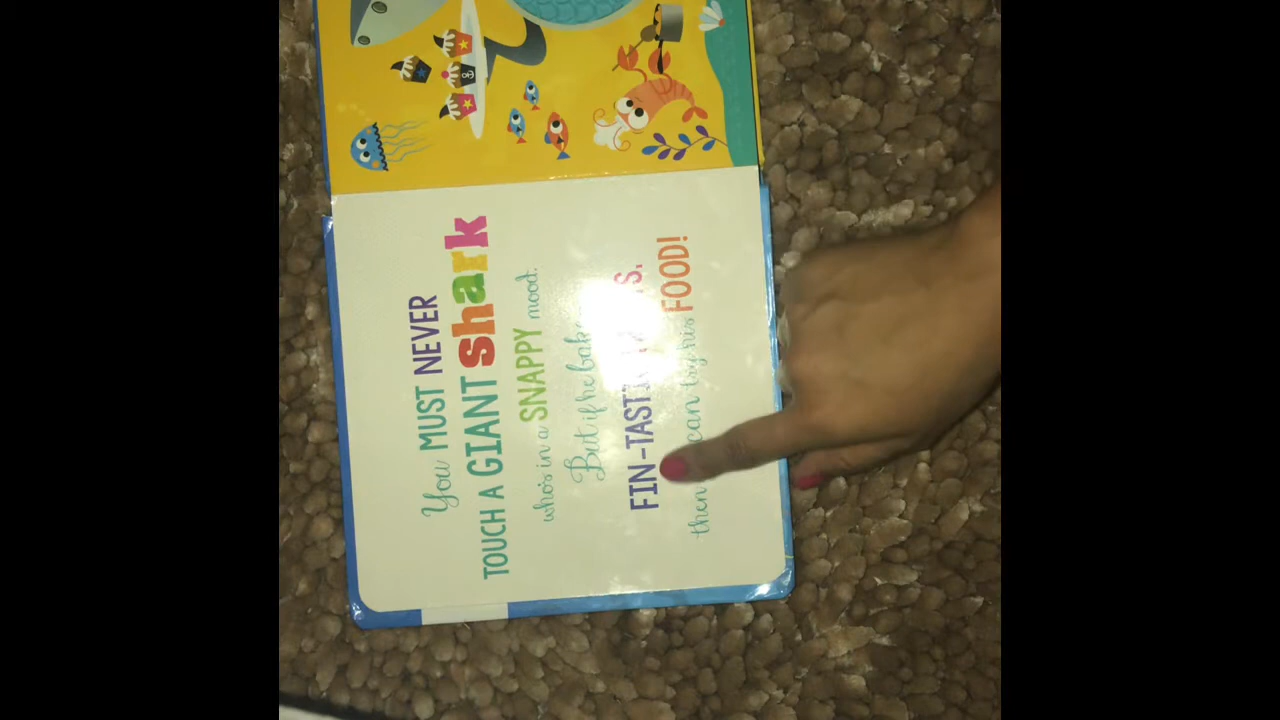 You MUST NEVER
TOUCH A GIANT shark
who's in a SNAPPY mood.
But if he bak
FIN-TASTI
then can try his FOOD!